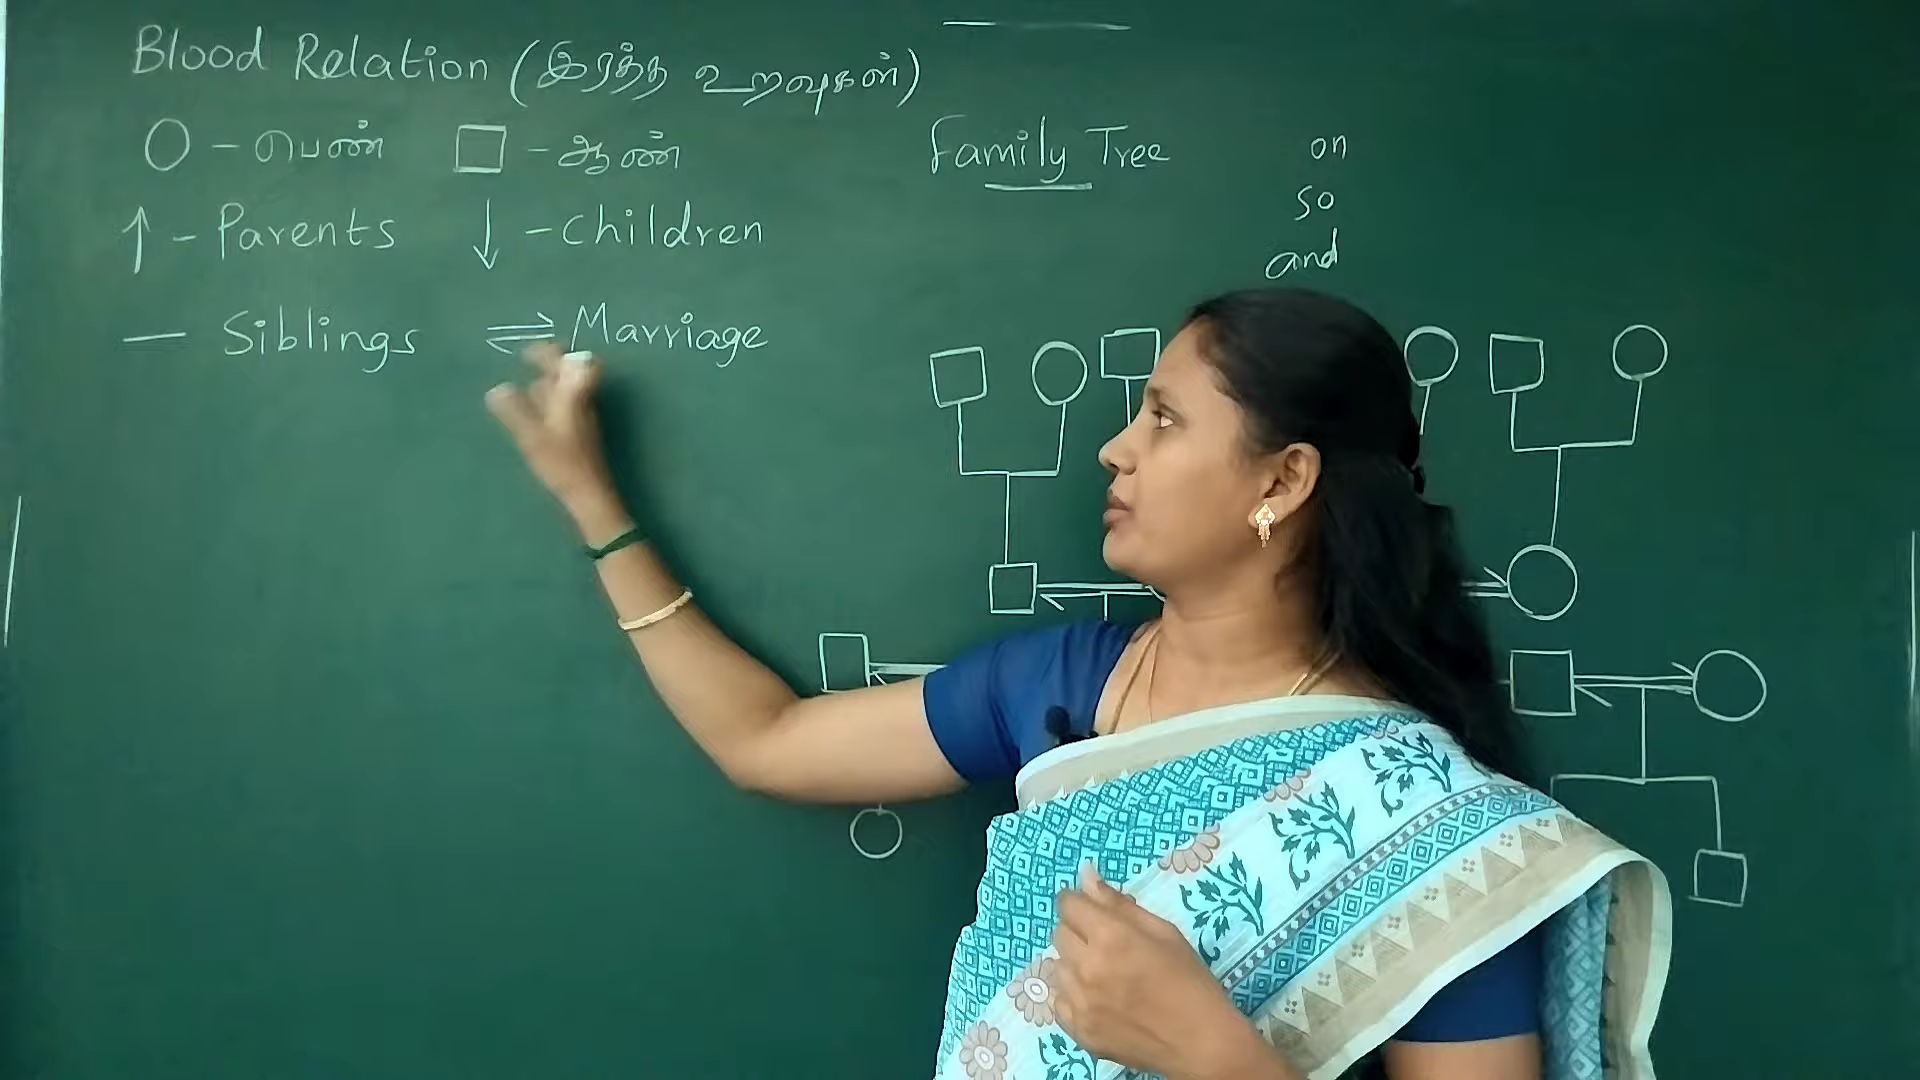 Blood Relation (இரத்த உறவுகள்)
○ - பெண் □ - ஆண்
↑ - Parents ↓ - Children
— Siblings ⇌ Marriage
Family Tree
on
so
and